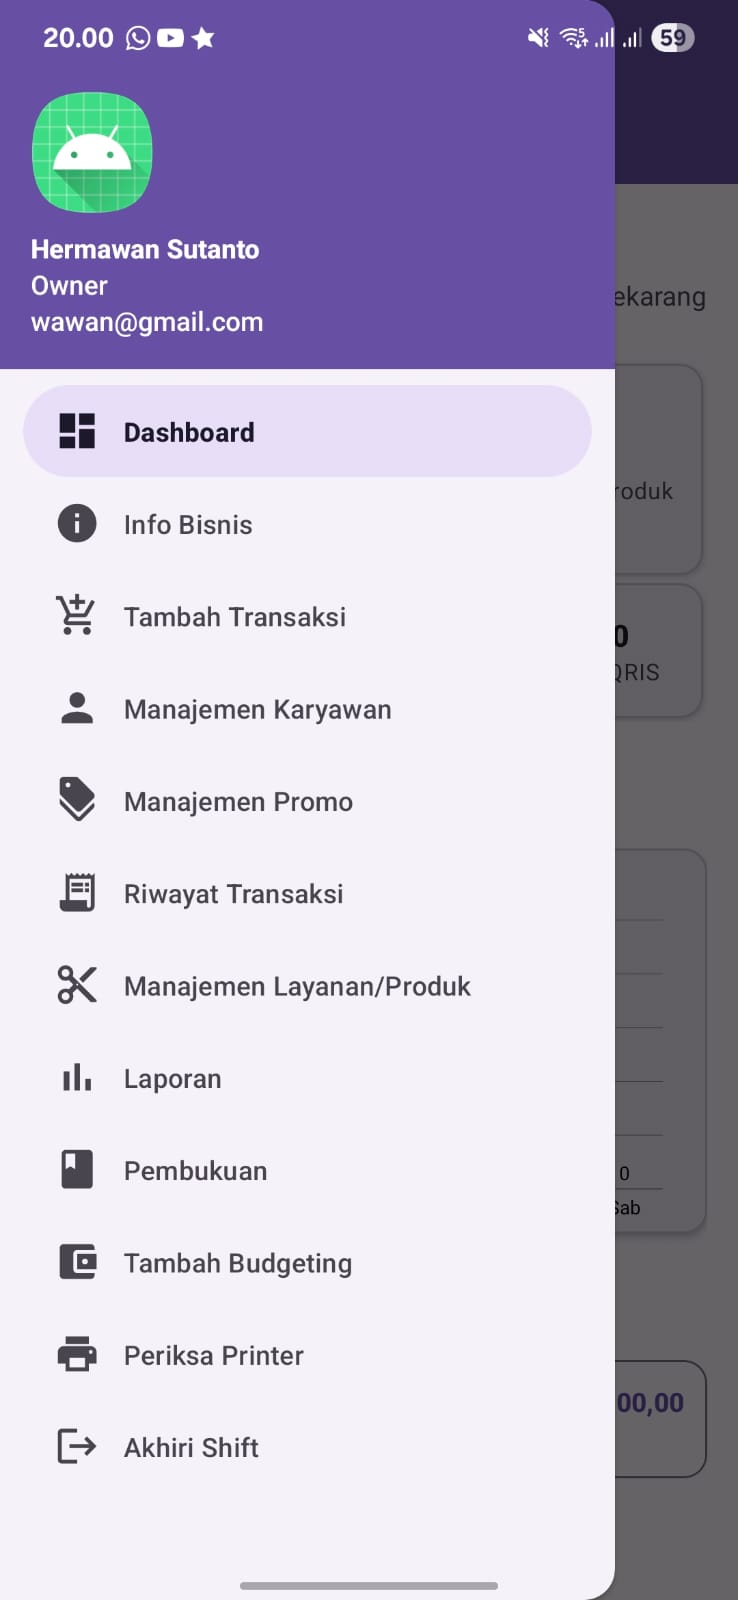 20.00
59
Hermawan Sutanto
Owner
wawan@gmail.com
ekarang
Dashboard
roduk
Info Bisnis
Tambah Transaksi
0
QRIS
Manajemen Karyawan
Manajemen Promo
Riwayat Transaksi
Manajemen Layanan/Produk
Laporan
Pembukuan
0
Sab
Tambah Budgeting
Periksa Printer
00,00
Akhiri Shift